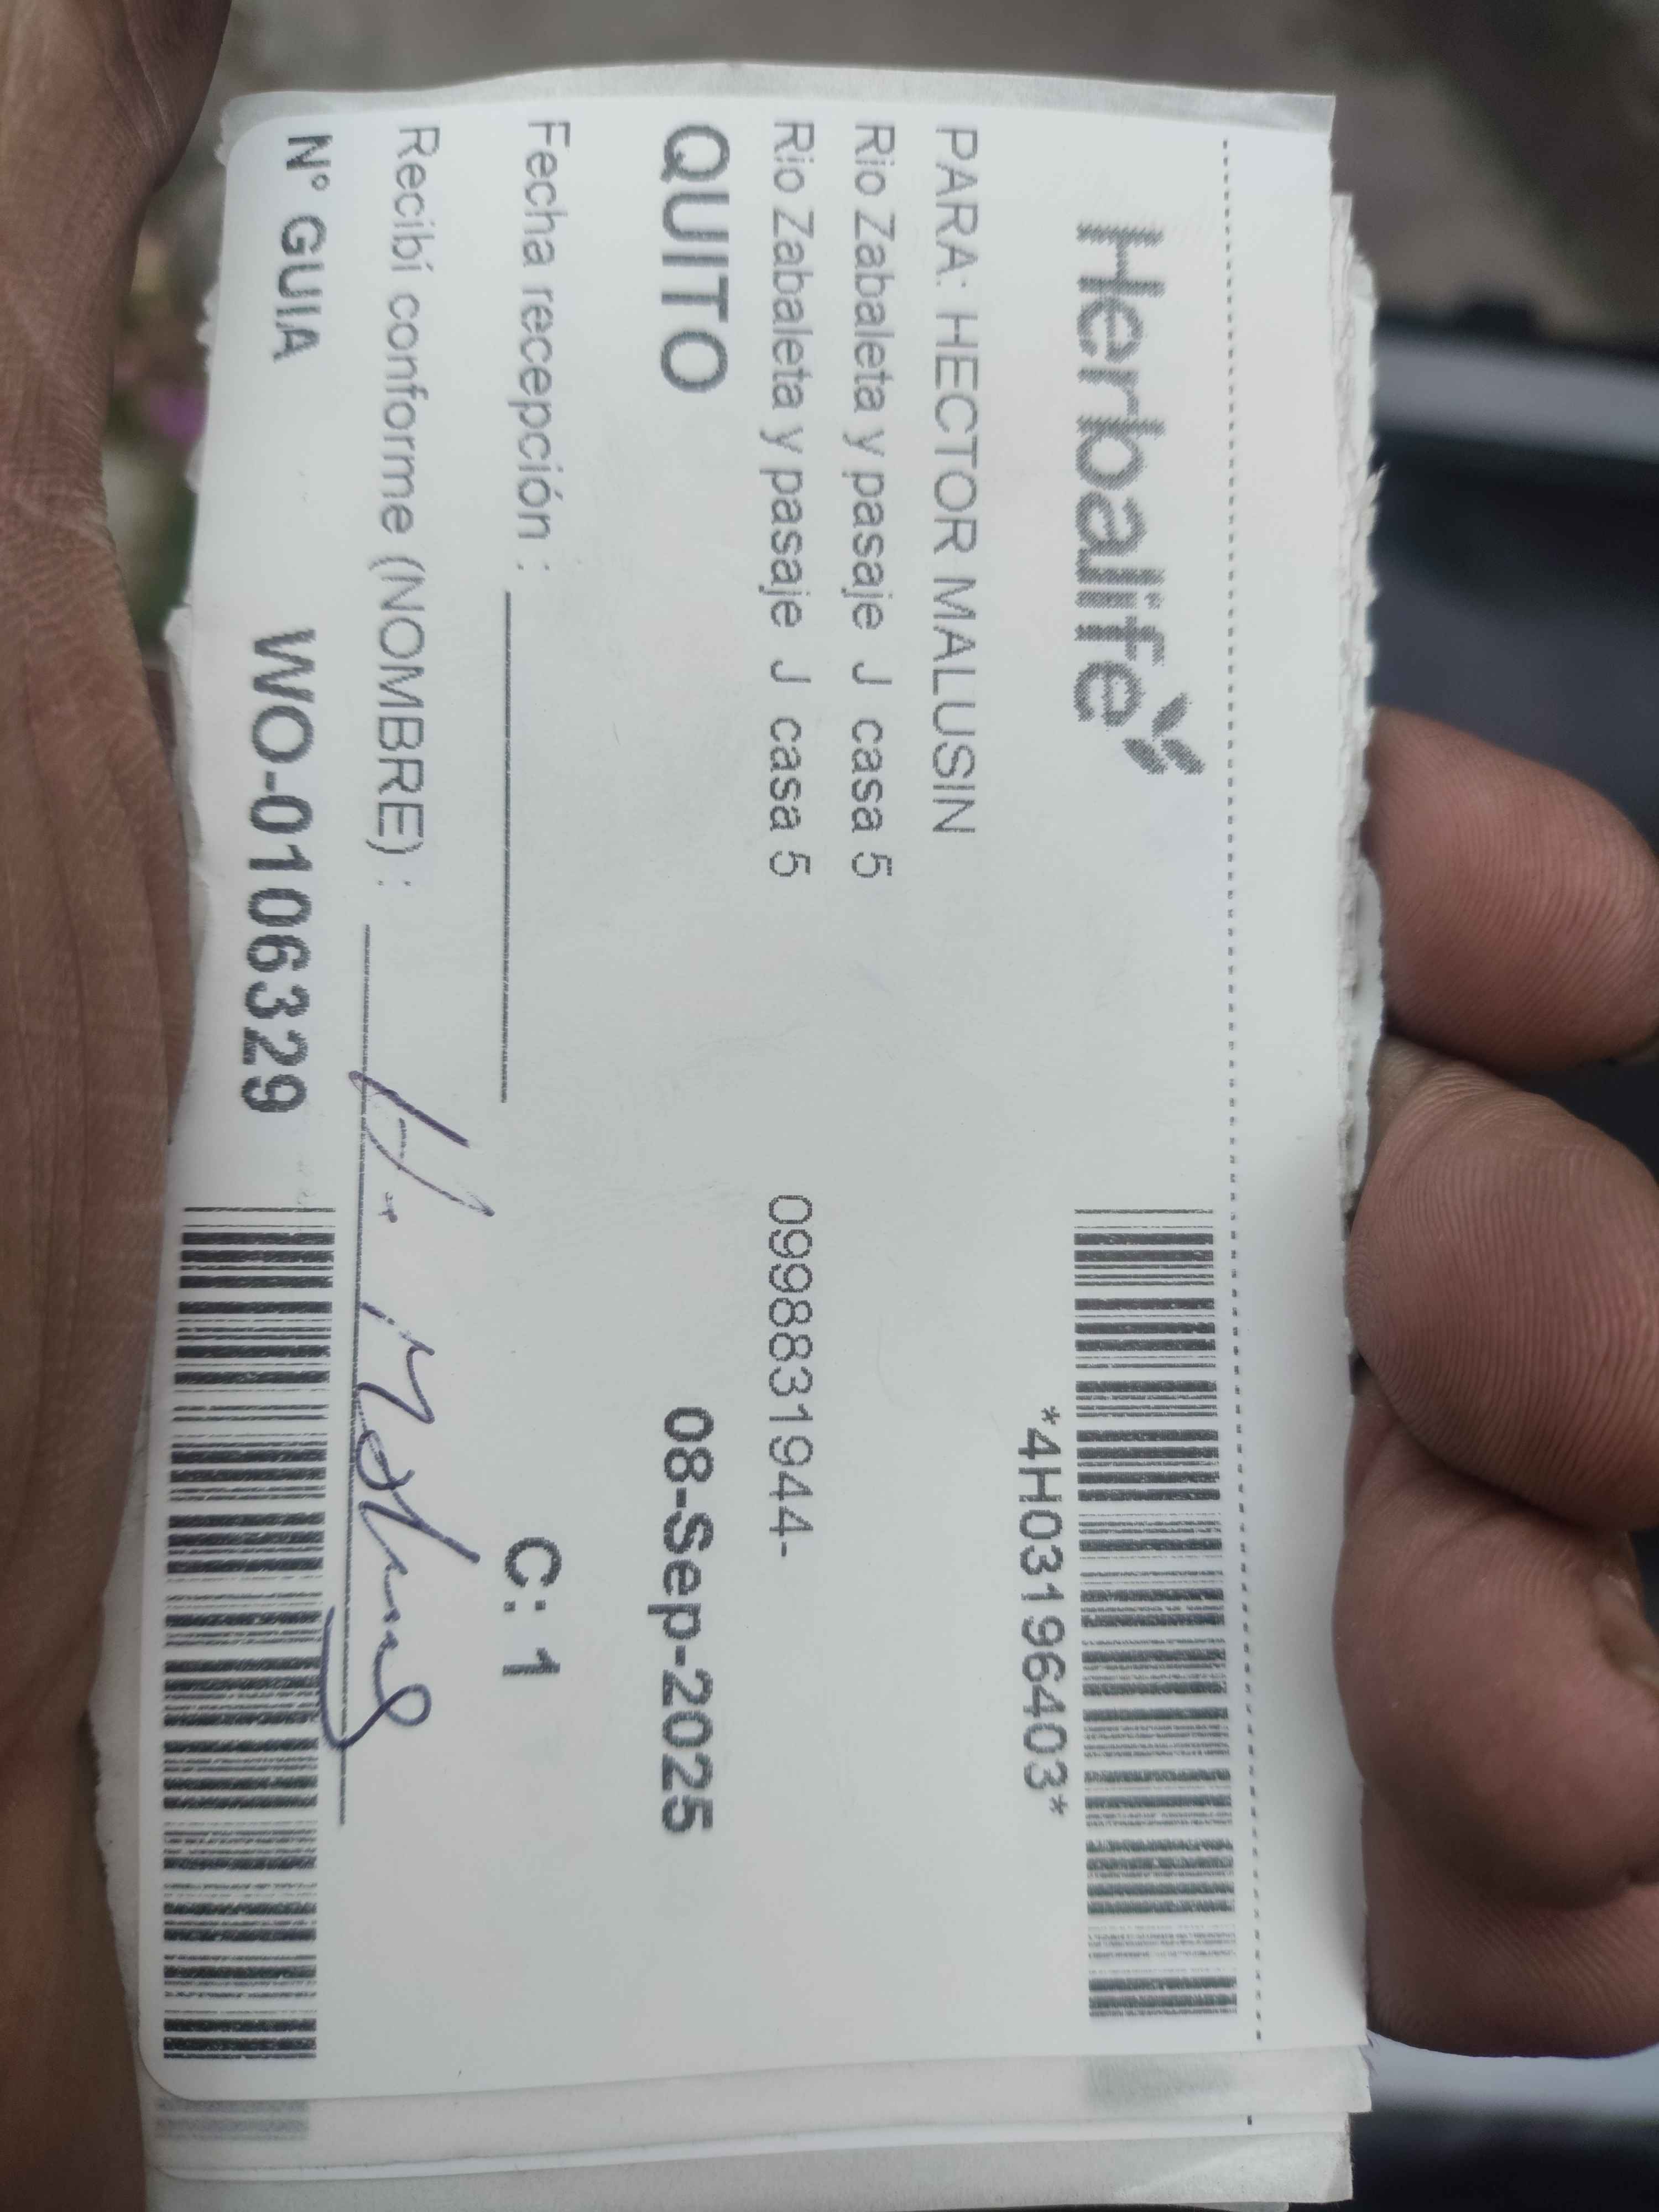 Herbalife
*4H03196403*
PARA: HECTOR MALUSIN
Rio Zabaleta y pasaje J casa 5
Rio Zabaleta y pasaje J casa 5 0998831944-
QUITO 08-Sep-2025
Fecha recepción : C: 1
Recibí conforme (NOMBRE) :
N° GUIA WO-0106329